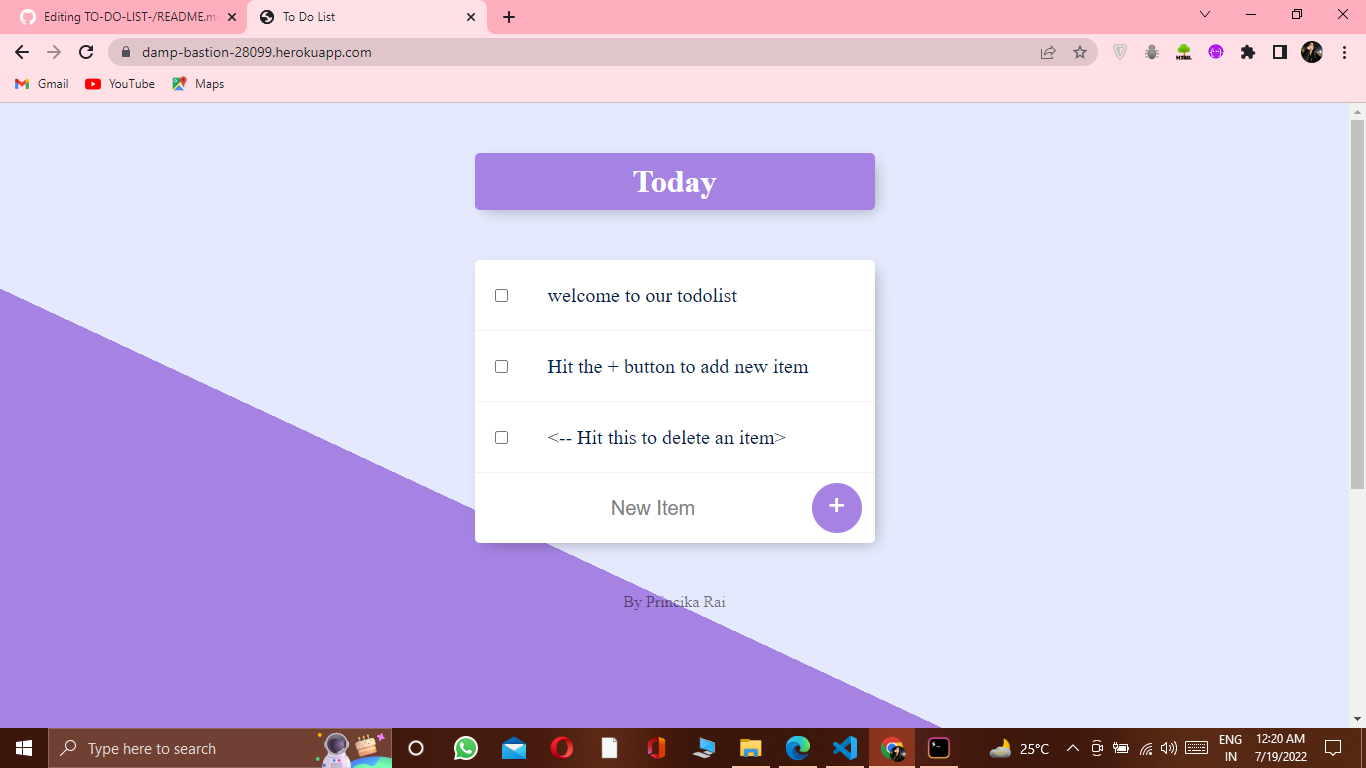 Editing TO-DO-LIST-/README.m
To Do List
damp-bastion-28099.herokuapp.com
HTML
Gmail
YouTube
Maps
Today
welcome to our todolist
Hit the + button to add new item
<-- Hit this to delete an item>
New Item
+
By Princika Rai
Type here to search
25°C
ENG
IN
12:20 AM
7/19/2022